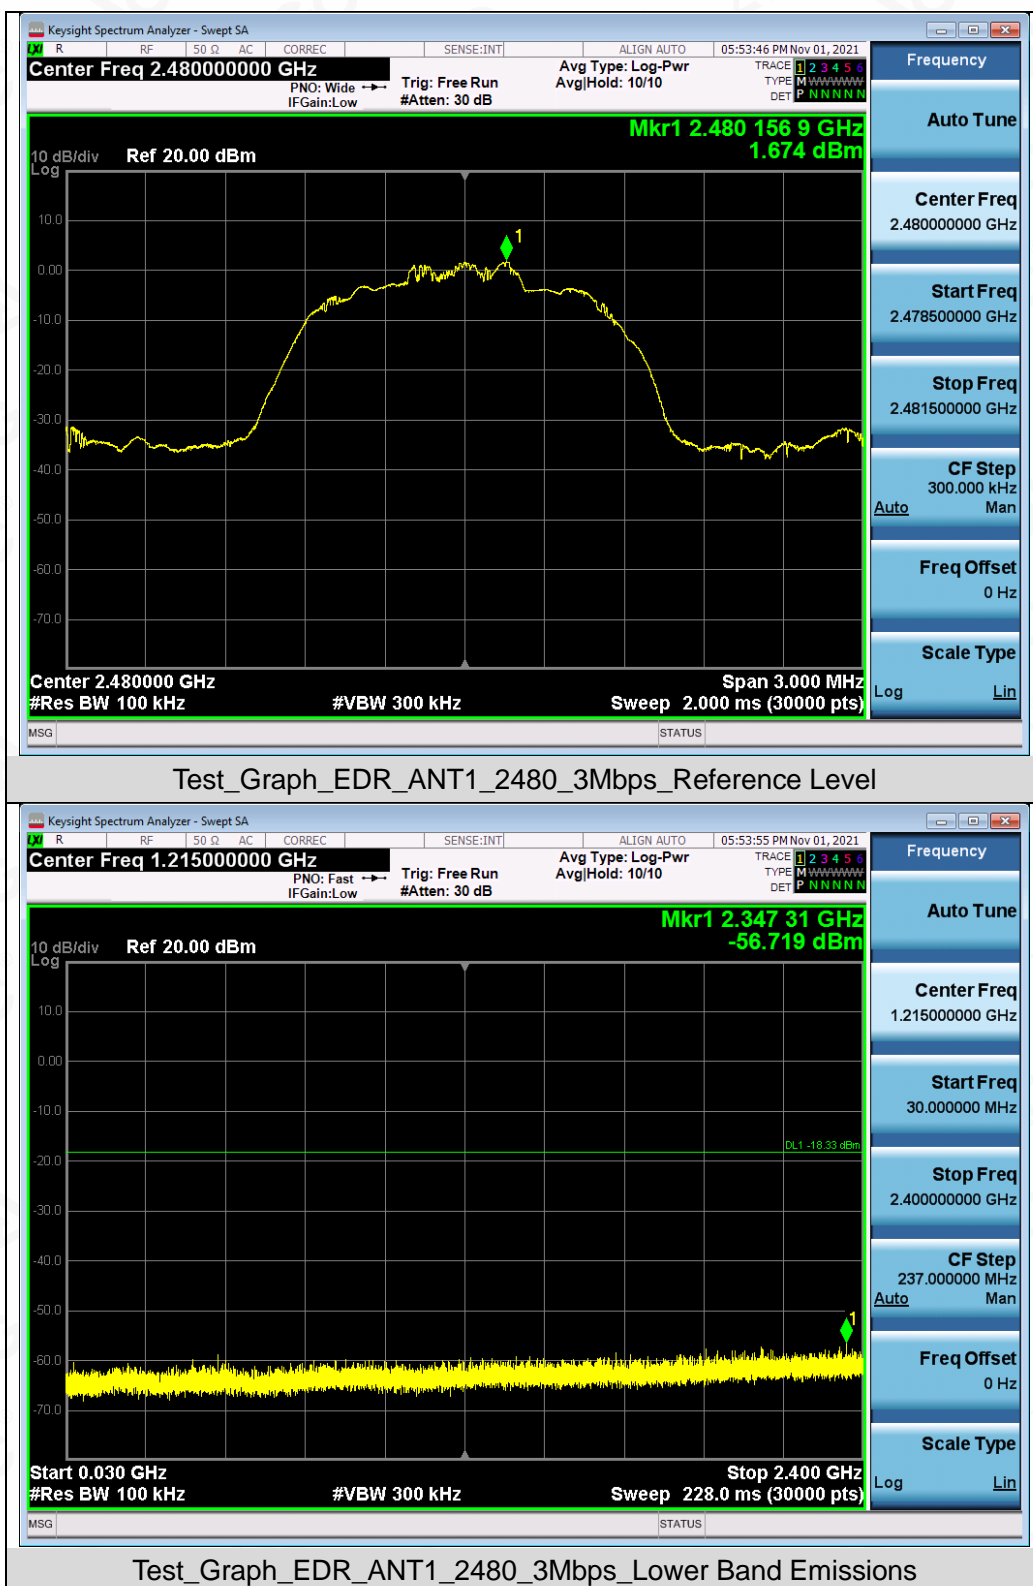 Keysight Spectrum Analyzer - Swept SA
LXI R RF 50 Ω AC CORREC SENSE:INT ALIGN AUTO 05:53:46 PM Nov 01, 2021
Center Freq 2.480000000 GHz
PNO: Wide
IFGain:Low
Trig: Free Run
#Atten: 30 dB
Avg Type: Log-Pwr
Avg|Hold: 10/10
TRACE 1 2 3 4 5 6
TYPE M WWWWW
DET P N N N N N
Frequency
Mkr1 2.480 156 9 GHz
1.674 dBm
10 dB/div Ref 20.00 dBm
Log
10.0
0.00
-10.0
-20.0
-30.0
-40.0
-50.0
-60.0
-70.0
1
Center 2.480000 GHz
Span 3.000 MHz
#Res BW 100 kHz
#VBW 300 kHz
Sweep 2.000 ms (30000 pts)
Auto Tune
Center Freq
2.480000000 GHz
Start Freq
2.478500000 GHz
Stop Freq
2.481500000 GHz
CF Step
300.000 kHz
Auto Man
Freq Offset
0 Hz
Scale Type
Log Lin
MSG STATUS
Test_Graph_EDR_ANT1_2480_3Mbps_Reference Level
Keysight Spectrum Analyzer - Swept SA
LXI R RF 50 Ω AC CORREC SENSE:INT ALIGN AUTO 05:53:55 PM Nov 01, 2021
Center Freq 1.215000000 GHz
PNO: Fast
IFGain:Low
Trig: Free Run
#Atten: 30 dB
Avg Type: Log-Pwr
Avg|Hold: 10/10
TRACE 1 2 3 4 5 6
TYPE M WWWWW
DET P N N N N N
Frequency
Mkr1 2.347 31 GHz
-56.719 dBm
10 dB/div Ref 20.00 dBm
Log
10.0
0.00
-10.0
-20.0
-30.0
-40.0
-50.0
-60.0
-70.0
DL1 -18.33 dBm
1
Start 0.030 GHz
Stop 2.400 GHz
#Res BW 100 kHz
#VBW 300 kHz
Sweep 228.0 ms (30000 pts)
Auto Tune
Center Freq
1.215000000 GHz
Start Freq
30.000000 MHz
Stop Freq
2.400000000 GHz
CF Step
237.000000 MHz
Auto Man
Freq Offset
0 Hz
Scale Type
Log Lin
MSG STATUS
Test_Graph_EDR_ANT1_2480_3Mbps_Lower Band Emissions